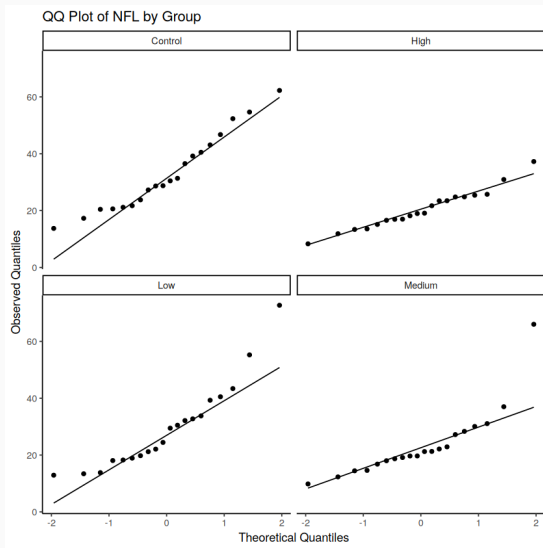 QQ Plot of NFL by Group
Control
High
60
40
20
0
Low
Medium
60
40
20
0
-2
-1
0
1
2
-2
-1
0
1
2
Theoretical Quantiles
Observed Quantiles